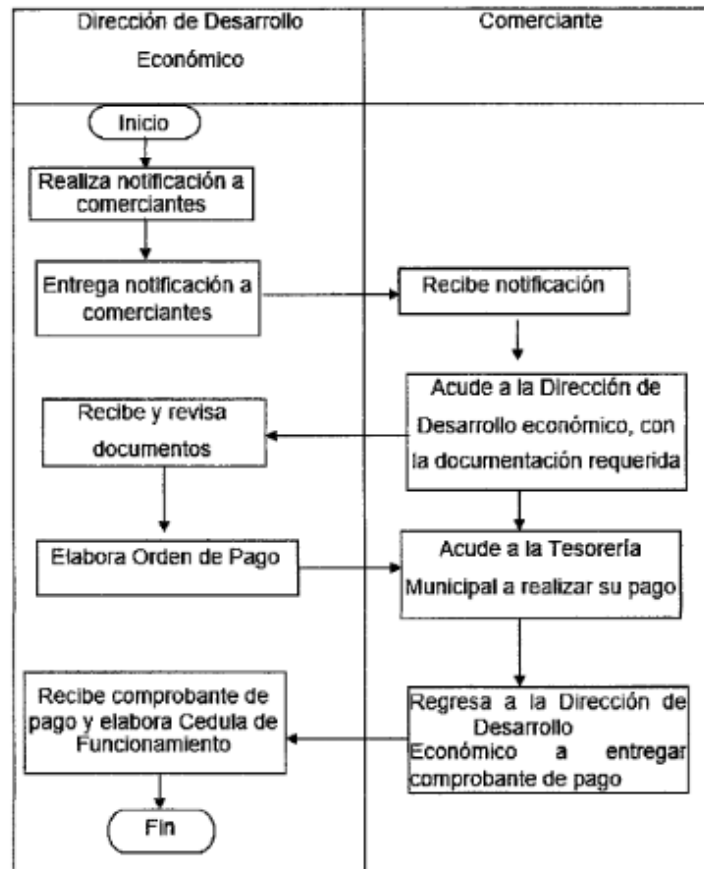 Dirección de Desarrollo
Económico
Comerciante
Inicio
Realiza notificación a
comerciantes
Entrega notificación a
comerciantes
Recibe notificación
Acude a la Dirección de
Desarrollo económico, con
la documentación requerida
Recibe y revisa
documentos
Elabora Orden de Pago
Acude a la Tesorería
Municipal a realizar su pago
Regresa a la Dirección de
Desarrollo
Económico a entregar
comprobante de pago
Recibe comprobante de
pago y elabora Cedula de
Funcionamiento
Fin